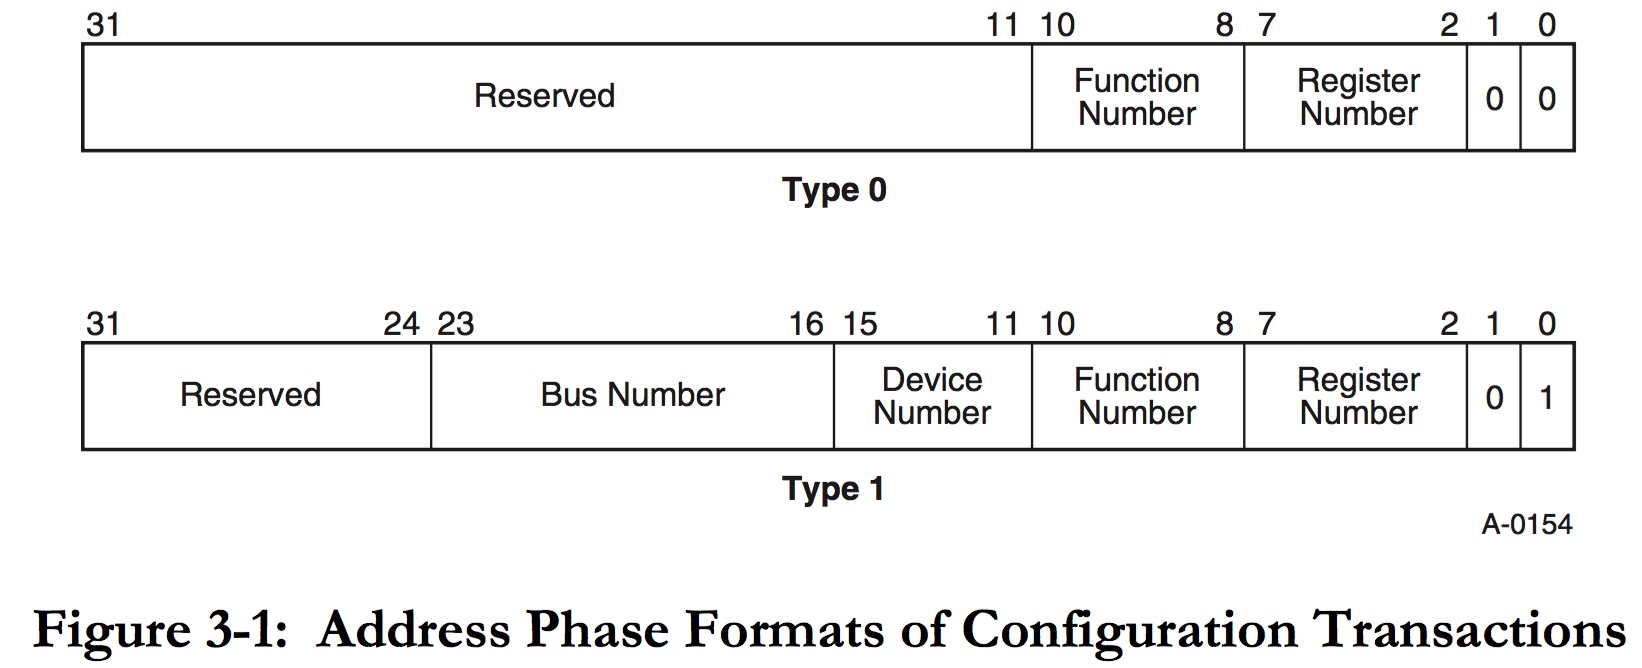 31 11 10 8 7 2 1 0
Reserved Function Number Register Number 0 0
Type 0
31 24 23 16 15 11 10 8 7 2 1 0
Reserved Bus Number Device Number Function Number Register Number 0 1
Type 1
A-0154
Figure 3-1: Address Phase Formats of Configuration Transactions